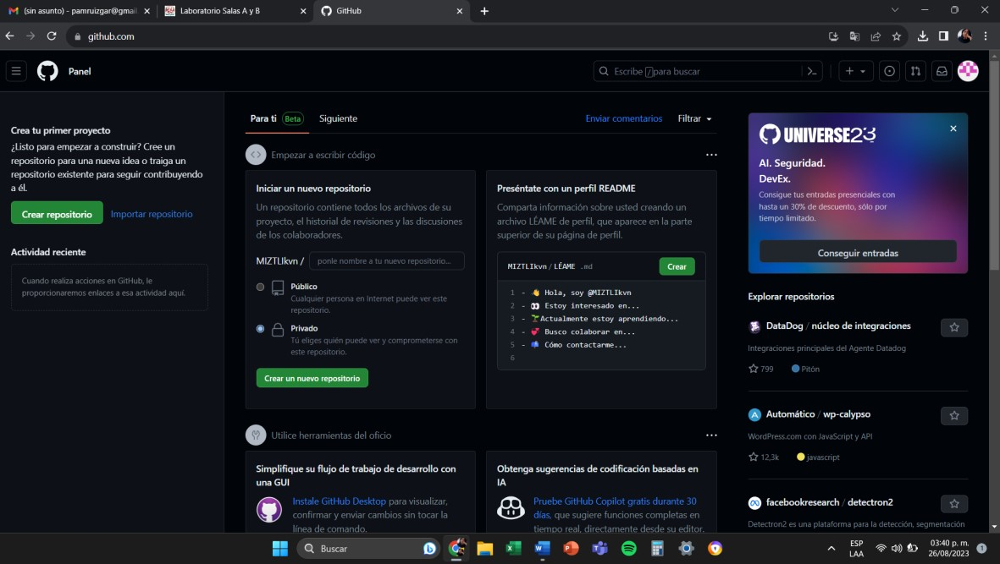 (sin asunto) - pamruizgar@gmail.
Laboratorio Salas A y B
GitHub
github.com
Panel
Escribe / para buscar
Crea tu primer proyecto
¿Listo para empezar a construir? Cree un
repositorio para una nueva idea o traiga un
repositorio existente para seguir contribuyendo
a él.
Crear repositorio
Importar repositorio
Actividad reciente
Cuando realiza acciones en GitHub, le
proporcionaremos enlaces a esa actividad aquí.
Para ti Beta
Siguiente
Enviar comentarios
Filtrar
Empezar a escribir código
Iniciar un nuevo repositorio
Un repositorio contiene todos los archivos de su
proyecto, el historial de revisiones y las discusiones
de los colaboradores.
MIZTLIkvn /
ponle nombre a tu nuevo repositorio...
Público
Cualquier persona en Internet puede ver este
repositorio.
Privado
Tú eliges quién puede ver y comprometerse con
este repositorio.
Crear un nuevo repositorio
Preséntate con un perfil README
Comparta información sobre usted creando un
archivo LÉAME de perfil, que aparece en la parte
superior de su página de perfil.
MIZTLIkvn / LÉAME .md
Crear
1 - 👋 Hola, soy @MIZTLIkvn
2 - 👀 Estoy interesado en...
3 - 🌱Actualmente estoy aprendiendo...
4 - 💞️ Busco colaborar en...
5 - 📫 Cómo contactarme...
6
Utilice herramientas del oficio
Simplifique su flujo de trabajo de desarrollo con
una GUI
Instale GitHub Desktop para visualizar,
confirmar y enviar cambios sin tocar la
línea de comando.
Obtenga sugerencias de codificación basadas en
IA
Pruebe GitHub Copilot gratis durante 30
días, que sugiere funciones completas en
tiempo real, directamente desde su editor.
UNIVERSE23
AI. Seguridad.
DevEx.
Consigue tus entradas presenciales con
hasta un 30% de descuento, sólo por
tiempo limitado.
Conseguir entradas
Explorar repositorios
DataDog / núcleo de integraciones
Integraciones principales del Agente Datadog
799
Pitón
Automático / wp-calypso
WordPress.com con JavaScript y API
12,3k
javascript
facebookresearch / detectron2
Detectron2 es una plataforma para la detección, segmentación
Buscar
ESP
LAA
03:40 p. m.
26/08/2023
1